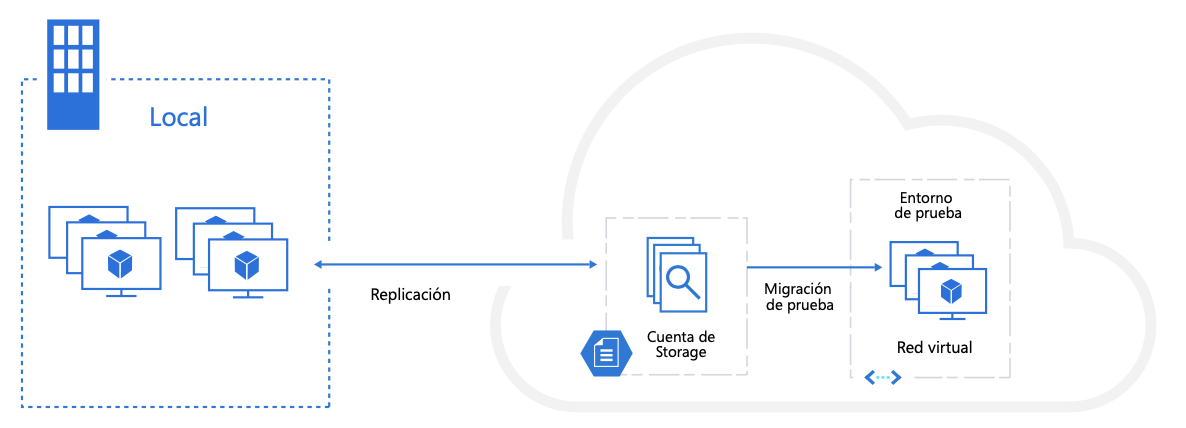 Local
Replicación
Cuenta de
Storage
Migración
de prueba
Entorno
de prueba
Red virtual